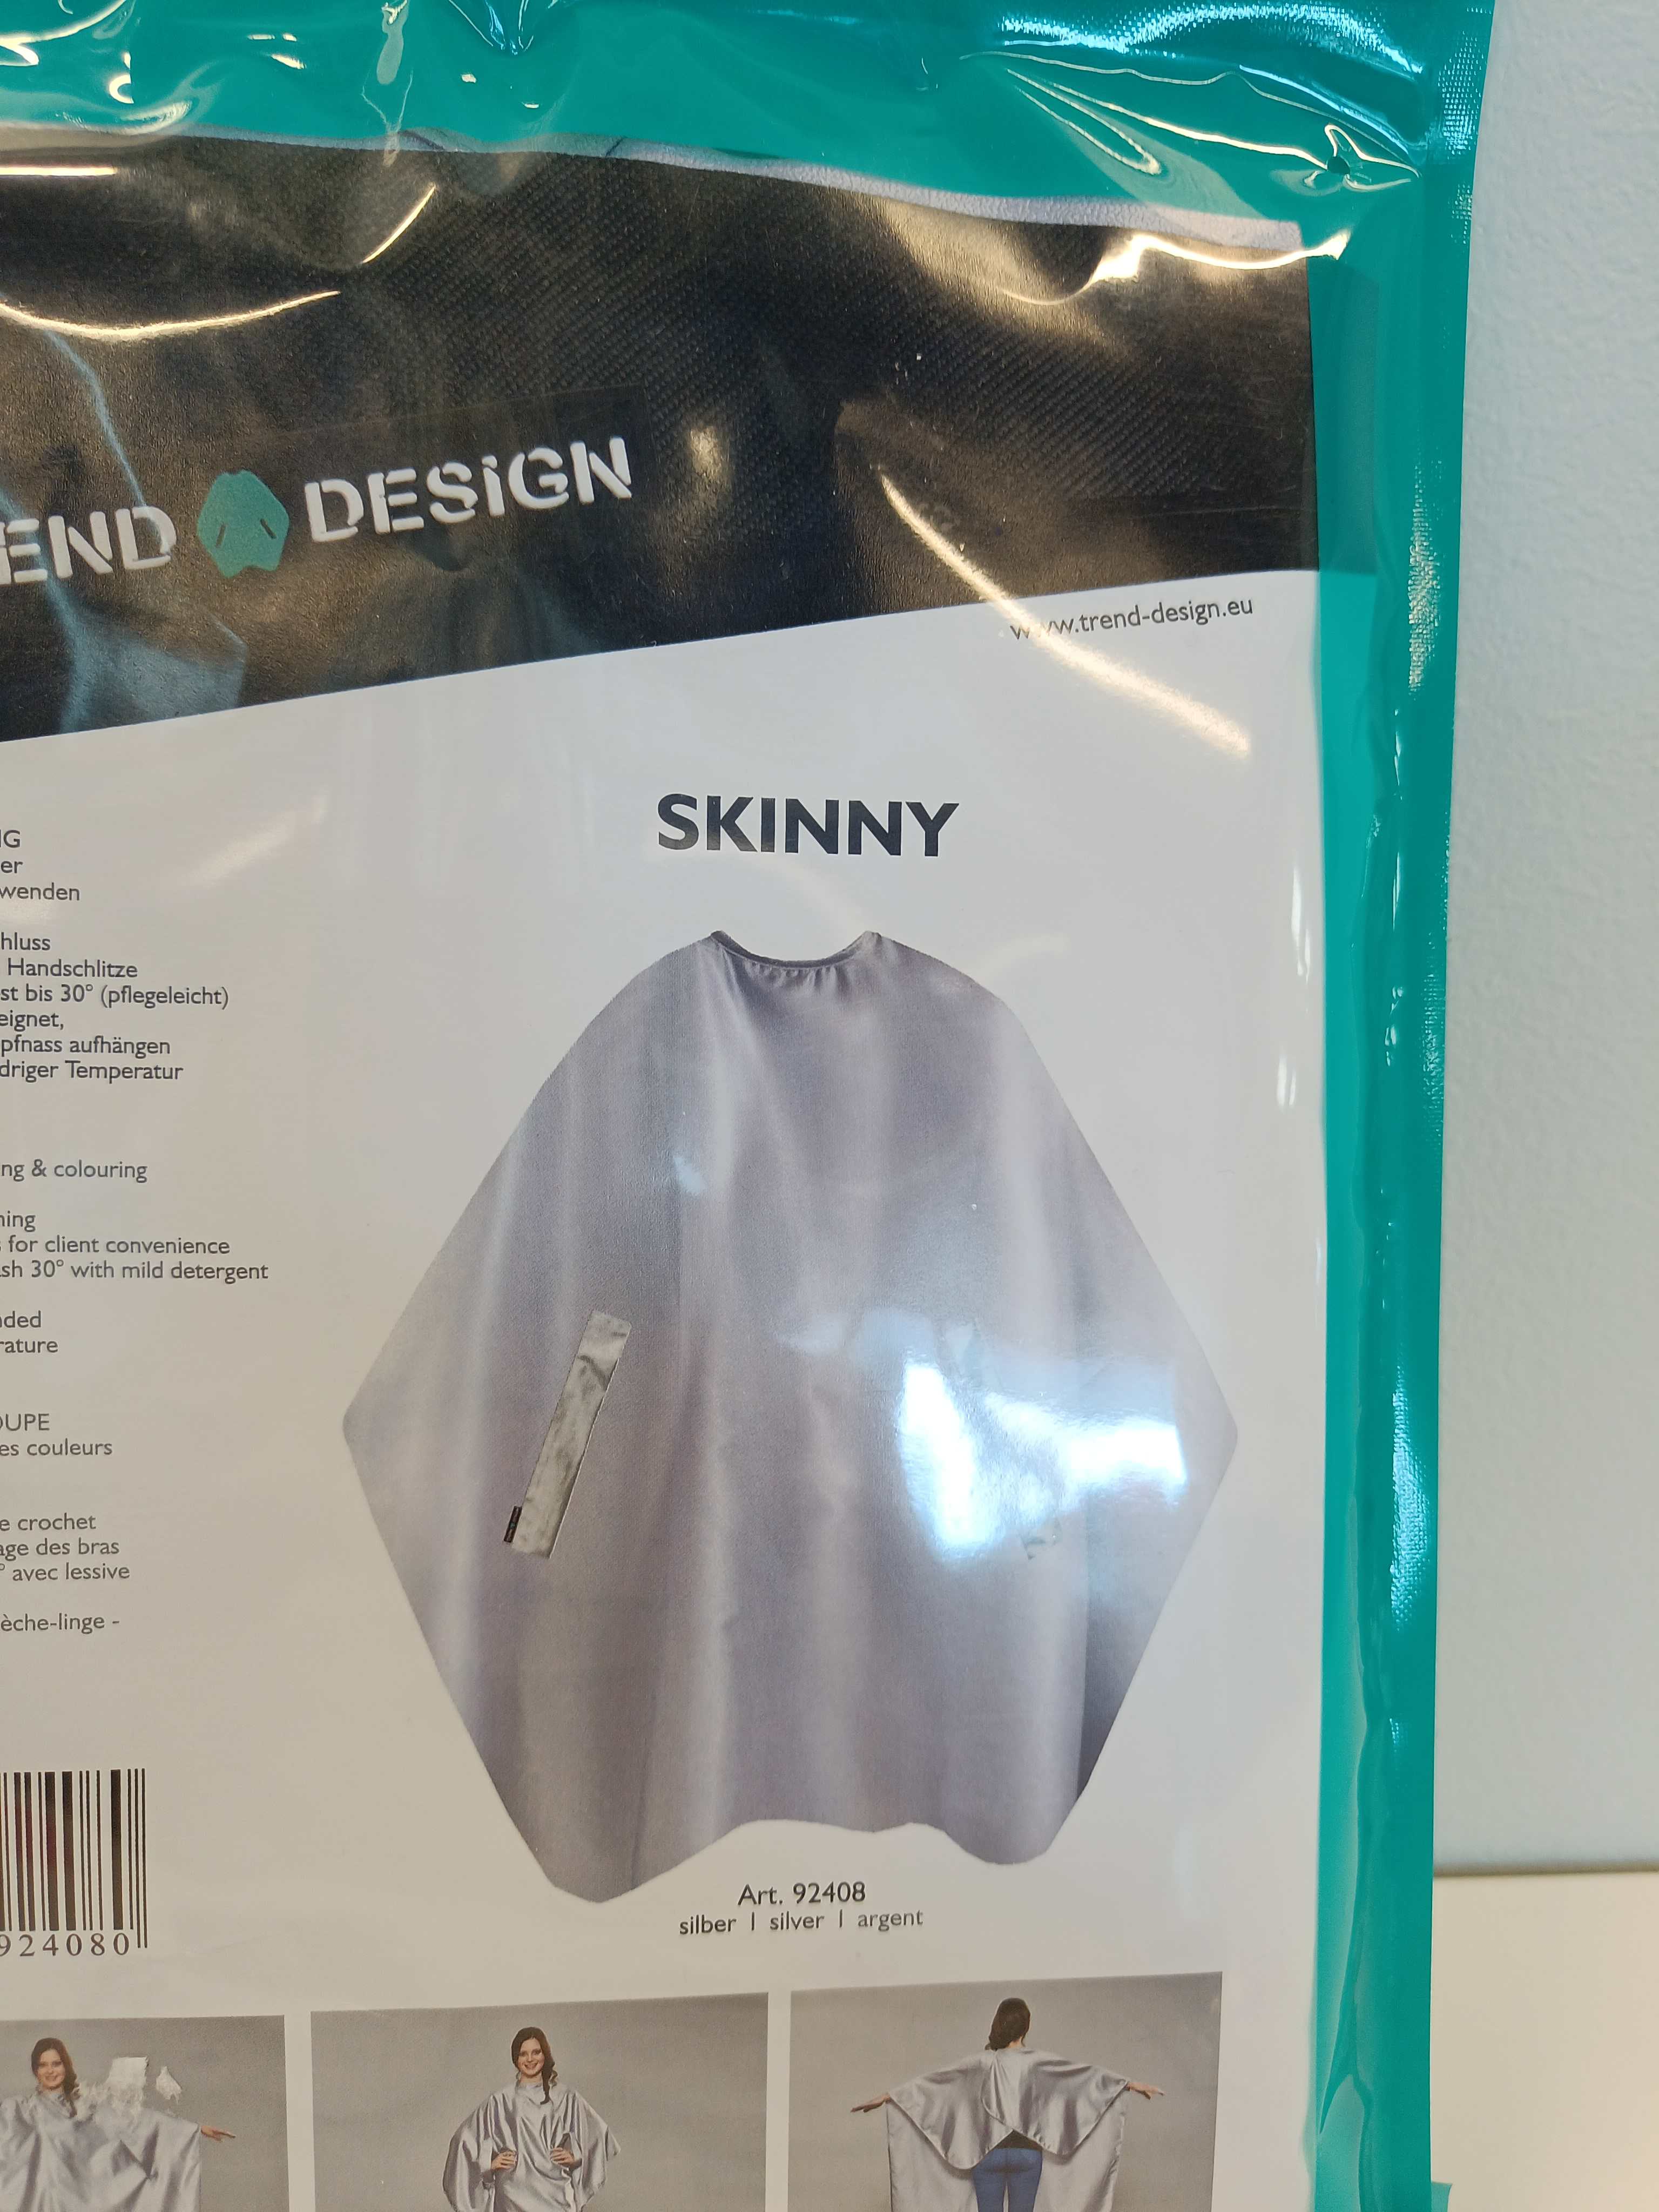 END DESiGN
www.trend-design.eu
SKINNY
IG
er
wenden
hluss
Handschlitze
st bis 30° (pflegeleicht)
eignet,
pfnass aufhängen
driger Temperatur
ng & colouring
ning
for client convenience
sh 30° with mild detergent
ded
rature
OUPE
es couleurs
e crochet
age des bras
° avec lessive
èche-linge -
924080
Art. 92408
silber | silver | argent